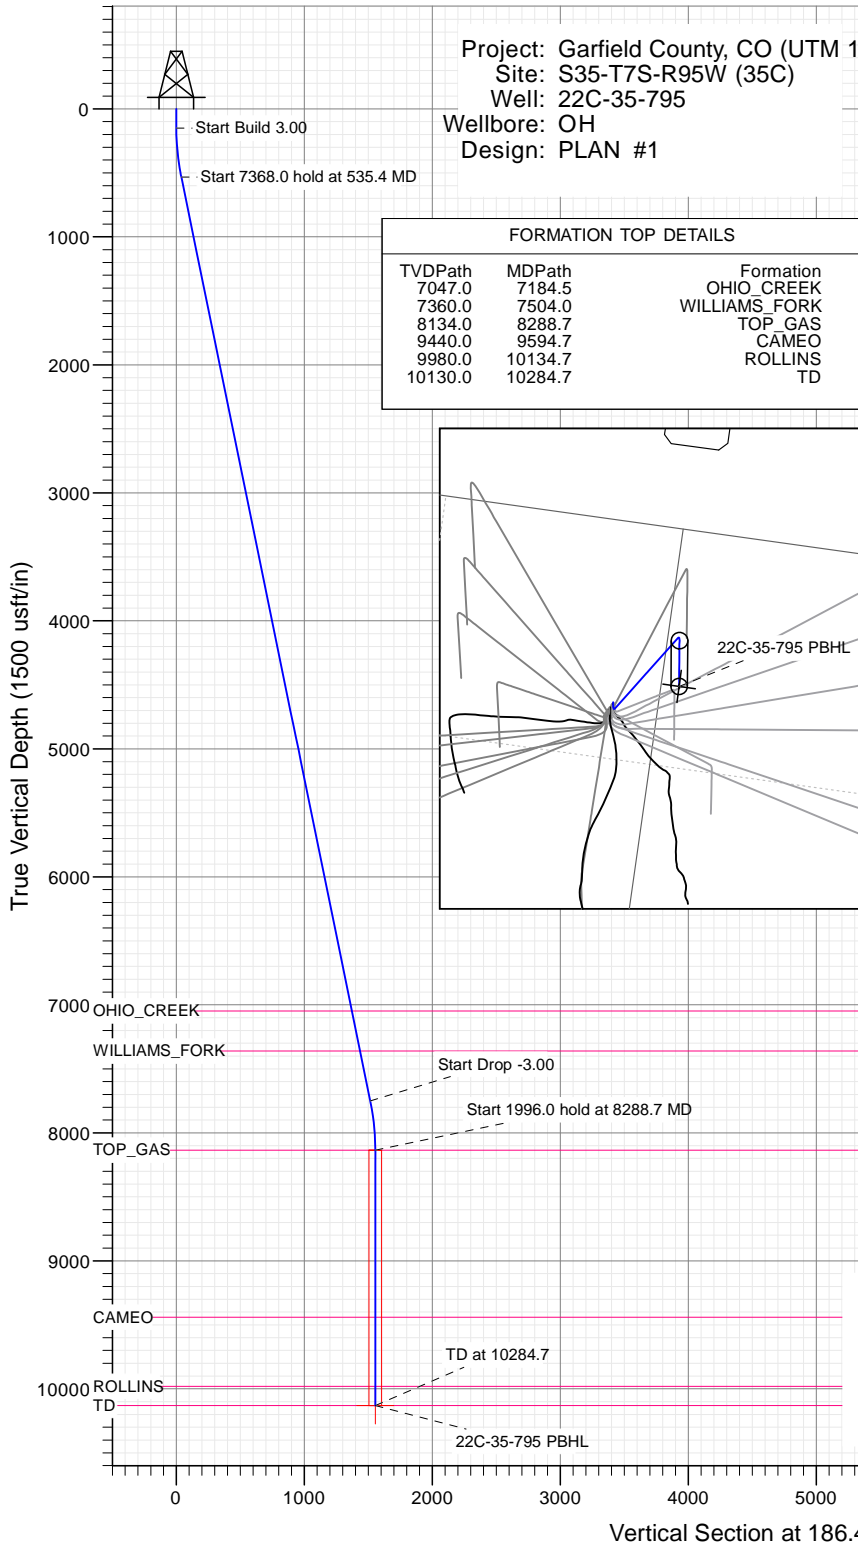 Project: Garfield County, CO (UTM 1
Site: S35-T7S-R95W (35C)
Well: 22C-35-795
Wellbore: OH
Design: PLAN #1
0
Start Build 3.00
Start 7368.0 hold at 535.4 MD
FORMATION TOP DETAILS
TVDPath MDPath Formation
7047.0 7184.5 OHIO_CREEK
7360.0 7504.0 WILLIAMS_FORK
8134.0 8288.7 TOP_GAS
9440.0 9594.7 CAMEO
9980.0 10134.7 ROLLINS
10130.0 10284.7 TD
1000
2000
3000
4000
5000
6000
7000
8000
9000
10000
True Vertical Depth (1500 usft/in)
22C-35-795 PBHL
OHIO_CREEK
WILLIAMS_FORK
Start Drop -3.00
Start 1996.0 hold at 8288.7 MD
TOP_GAS
CAMEO
TD at 10284.7
ROLLINS
TD
22C-35-795 PBHL
0 1000 2000 3000 4000 5000
Vertical Section at 186.4